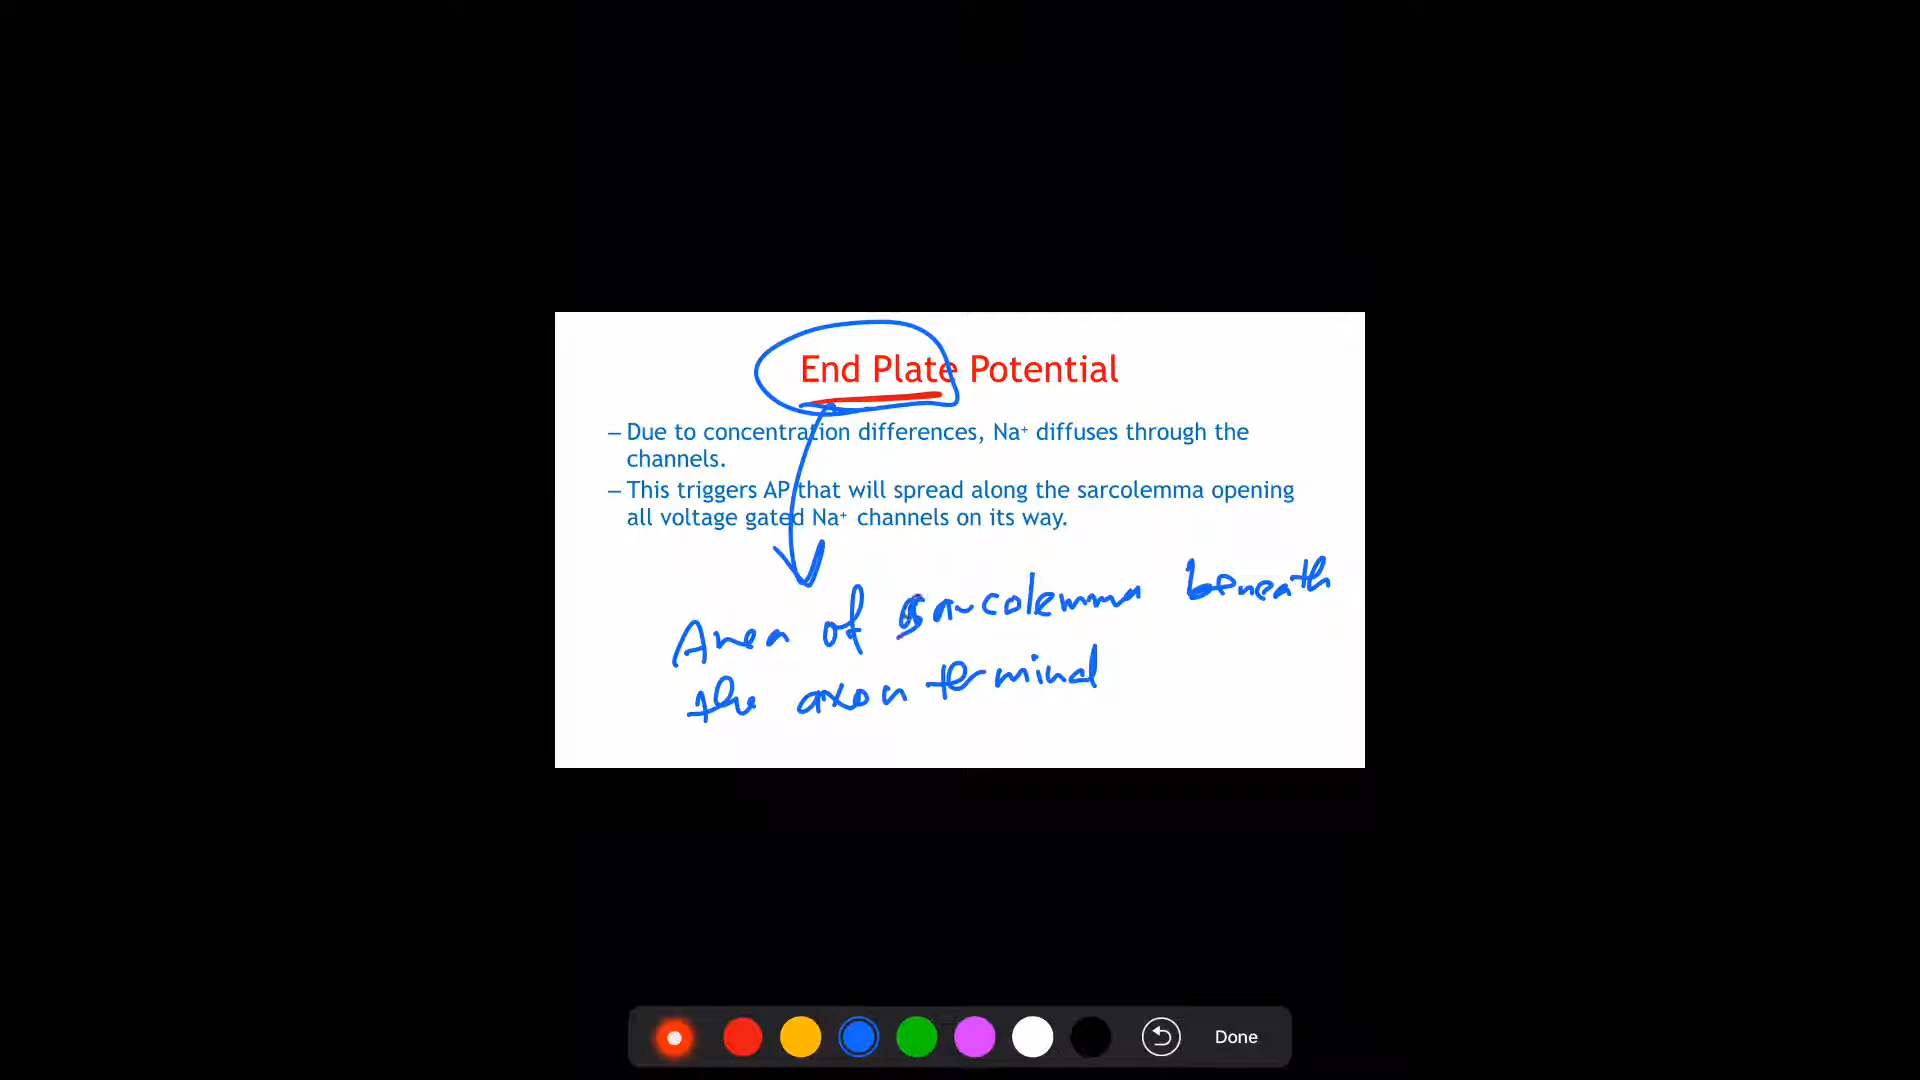 End Plate Potential
– Due to concentration differences, Na⁺ diffuses through the
channels.
– This triggers AP that will spread along the sarcolemma opening
all voltage gated Na⁺ channels on its way.
Area of sarcolemma beneath
the axon terminal
Done